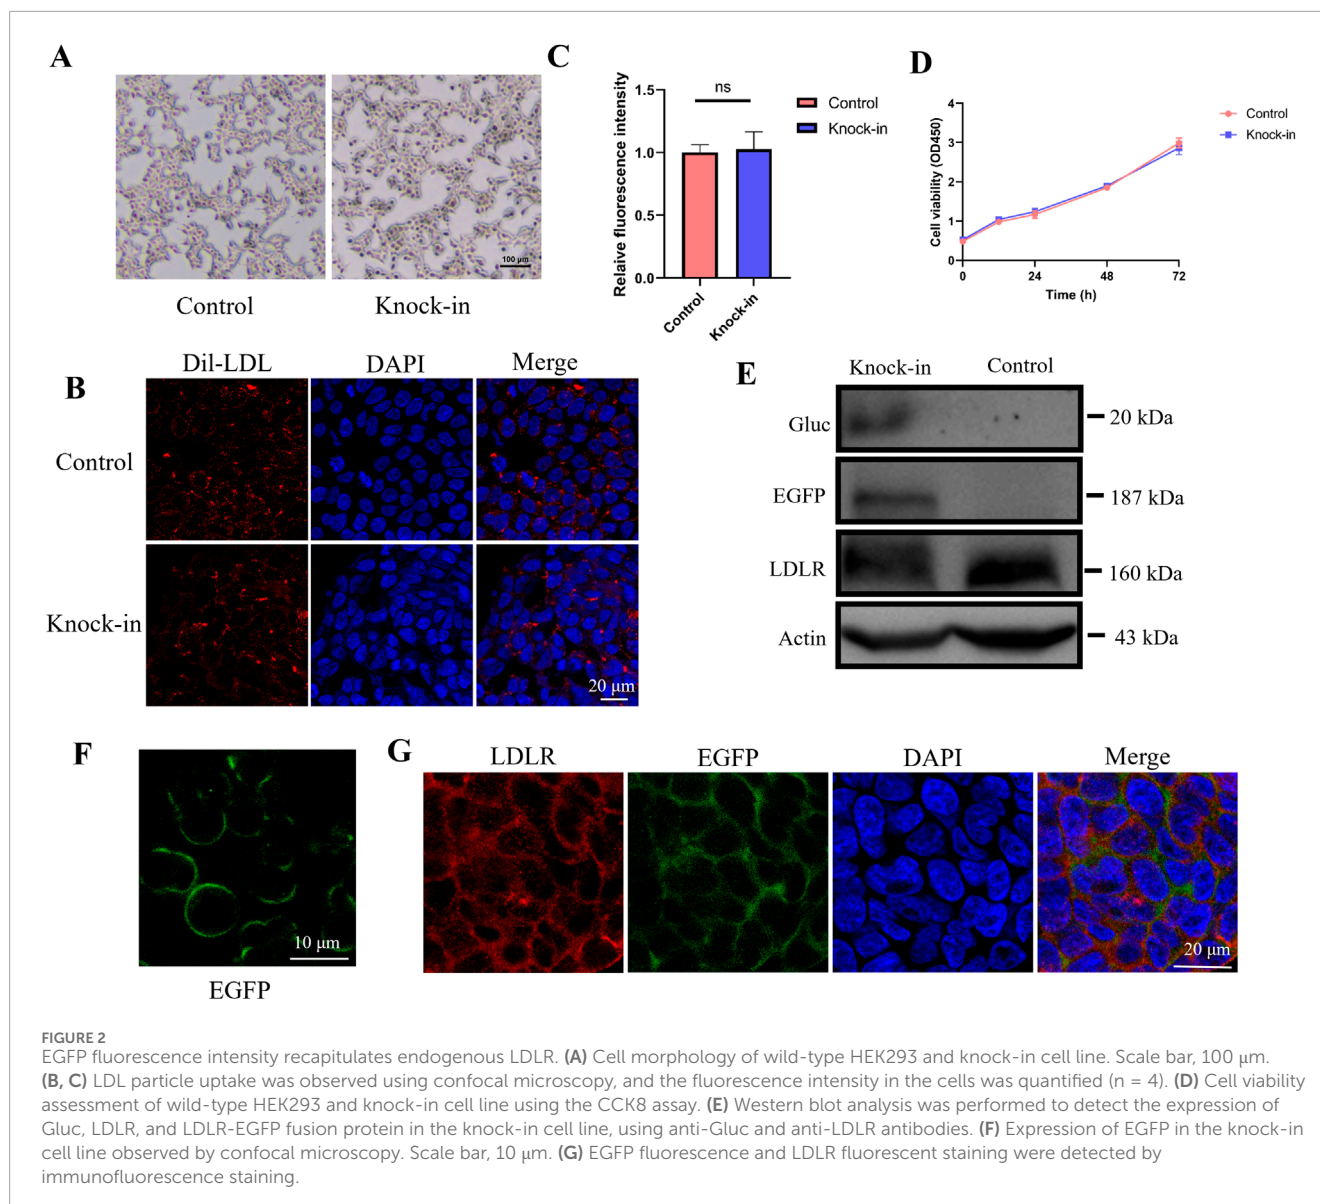 A
Control
Knock-in
100 μm
C
Relaive fluorescence intensity
1.5
1.0
0.5
0.0
ns
Control
Knock-in
Control
Knock-in
D
Cell viability (OD450)
4
3
2
1
0
0
24
48
72
Time (h)
Control
Knock-in
B
Dil-LDL
DAPI
Merge
Control
Knock-in
20 μm
E
Knock-in
Control
Gluc
20 kDa
EGFP
187 kDa
LDLR
160 kDa
Actin
43 kDa
F
10 μm
EGFP
G
LDLR
EGFP
DAPI
Merge
20 μm
FIGURE 2
EGFP fluorescence intensity recapitulates endogenous LDLR. (A) Cell morphology of wild-type HEK293 and knock-in cell line. Scale bar, 100 μm.
(B, C) LDL particle uptake was observed using confocal microscopy, and the fluorescence intensity in the cells was quantified (n = 4). (D) Cell viability
assessment of wild-type HEK293 and knock-in cell line using the CCK8 assay. (E) Western blot analysis was performed to detect the expression of
Gluc, LDLR, and LDLR-EGFP fusion protein in the knock-in cell line, using anti-Gluc and anti-LDLR antibodies. (F) Expression of EGFP in the knock-in
cell line observed by confocal microscopy. Scale bar, 10 μm. (G) EGFP fluorescence and LDLR fluorescent staining were detected by
immunofluorescence staining.